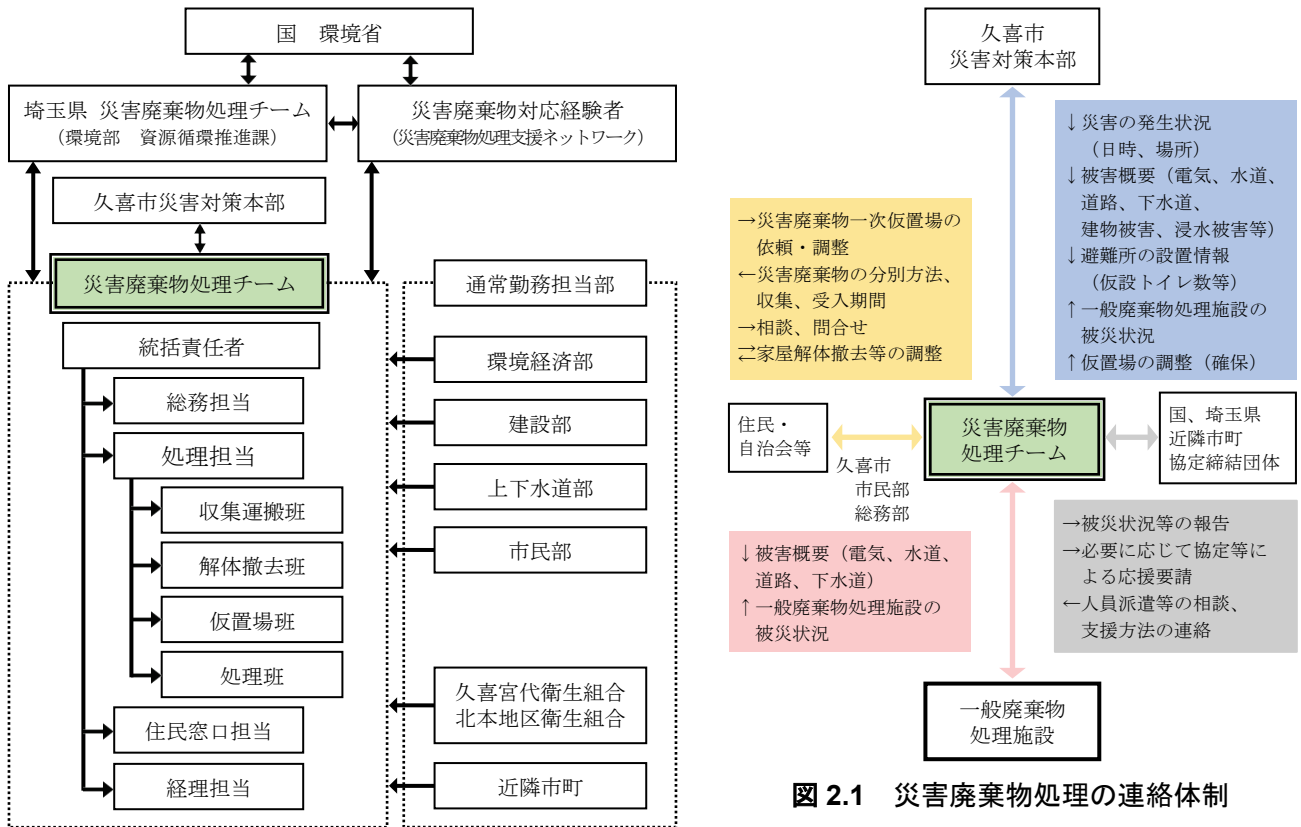 国　環境省
埼玉県 災害廃棄物処理チーム
（環境部　資源循環推進課）
災害廃棄物対応経験者
（災害廃棄物処理支援ネットワーク）
久喜市災害対策本部
災害廃棄物処理チーム
統括責任者
総務担当
処理担当
収集運搬班
解体撤去班
仮置場班
処理班
住民窓口担当
経理担当
通常勤務担当部
環境経済部
建設部
上下水道部
市民部
久喜宮代衛生組合
北本地区衛生組合
近隣市町
久喜市
災害対策本部
↓災害の発生状況
（日時、場所）
↓被害概要（電気、水道、
道路、下水道、
建物被害、浸水被害等）
↓避難所の設置情報
（仮設トイレ数等）
↑一般廃棄物処理施設の
被災状況
↑仮置場の調整（確保）
→災害廃棄物一次仮置場の
依頼・調整
←災害廃棄物の分別方法、
収集、受入期間
→相談、問合せ
⇄家屋解体撤去等の調整
住民・
自治会等
久喜市
市民部
総務部
災害廃棄物
処理チーム
国、埼玉県
近隣市町
協定締結団体
↓被害概要（電気、水道、
道路、下水道）
↑一般廃棄物処理施設の
被災状況
→被災状況等の報告
→必要に応じて協定等に
よる応援要請
←人員派遣等の相談、
支援方法の連絡
一般廃棄物
処理施設
図 2.1　災害廃棄物処理の連絡体制